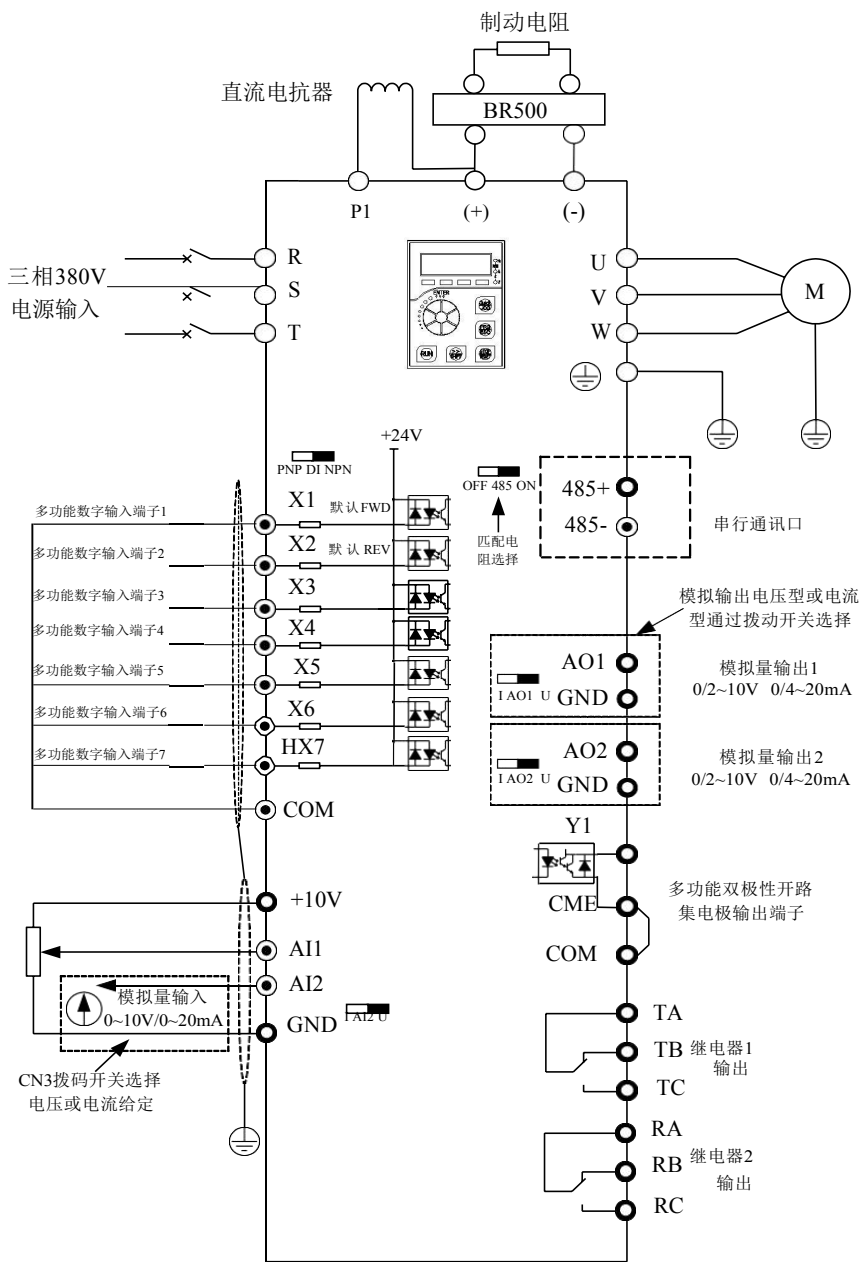 制动电阻
直流电抗器
BR500
P1
(+)
(-)
三相380V
电源输入
R
S
T
ENTER
RUN
U
V
W
M
+24V
PNP DI NPN
OFF 485 ON
匹配电
阻选择
485+
485-
串行通讯口
多功能数字输入端子1
X1
默认FWD
多功能数字输入端子2
X2
默 认 REV
多功能数字输入端子3
X3
多功能数字输入端子4
X4
多功能数字输入端子5
X5
多功能数字输入端子6
X6
多功能数字输入端子7
HX7
COM
模拟输出电压型或电流
型通过拨动开关选择
AO1
I AO1 U
GND
模拟量输出1
0/2~10V 0/4~20mA
AO2
I AO2 U
GND
模拟量输出2
0/2~10V 0/4~20mA
Y1
CME
COM
多功能双极性开路
集电极输出端子
+10V
AI1
AI2
GND
I AI2 U
模拟量输入
0~10V/0~20mA
CN3拨码开关选择
电压或电流给定
TA
TB
TC
继电器1
输出
RA
RB
RC
继电器2
输出